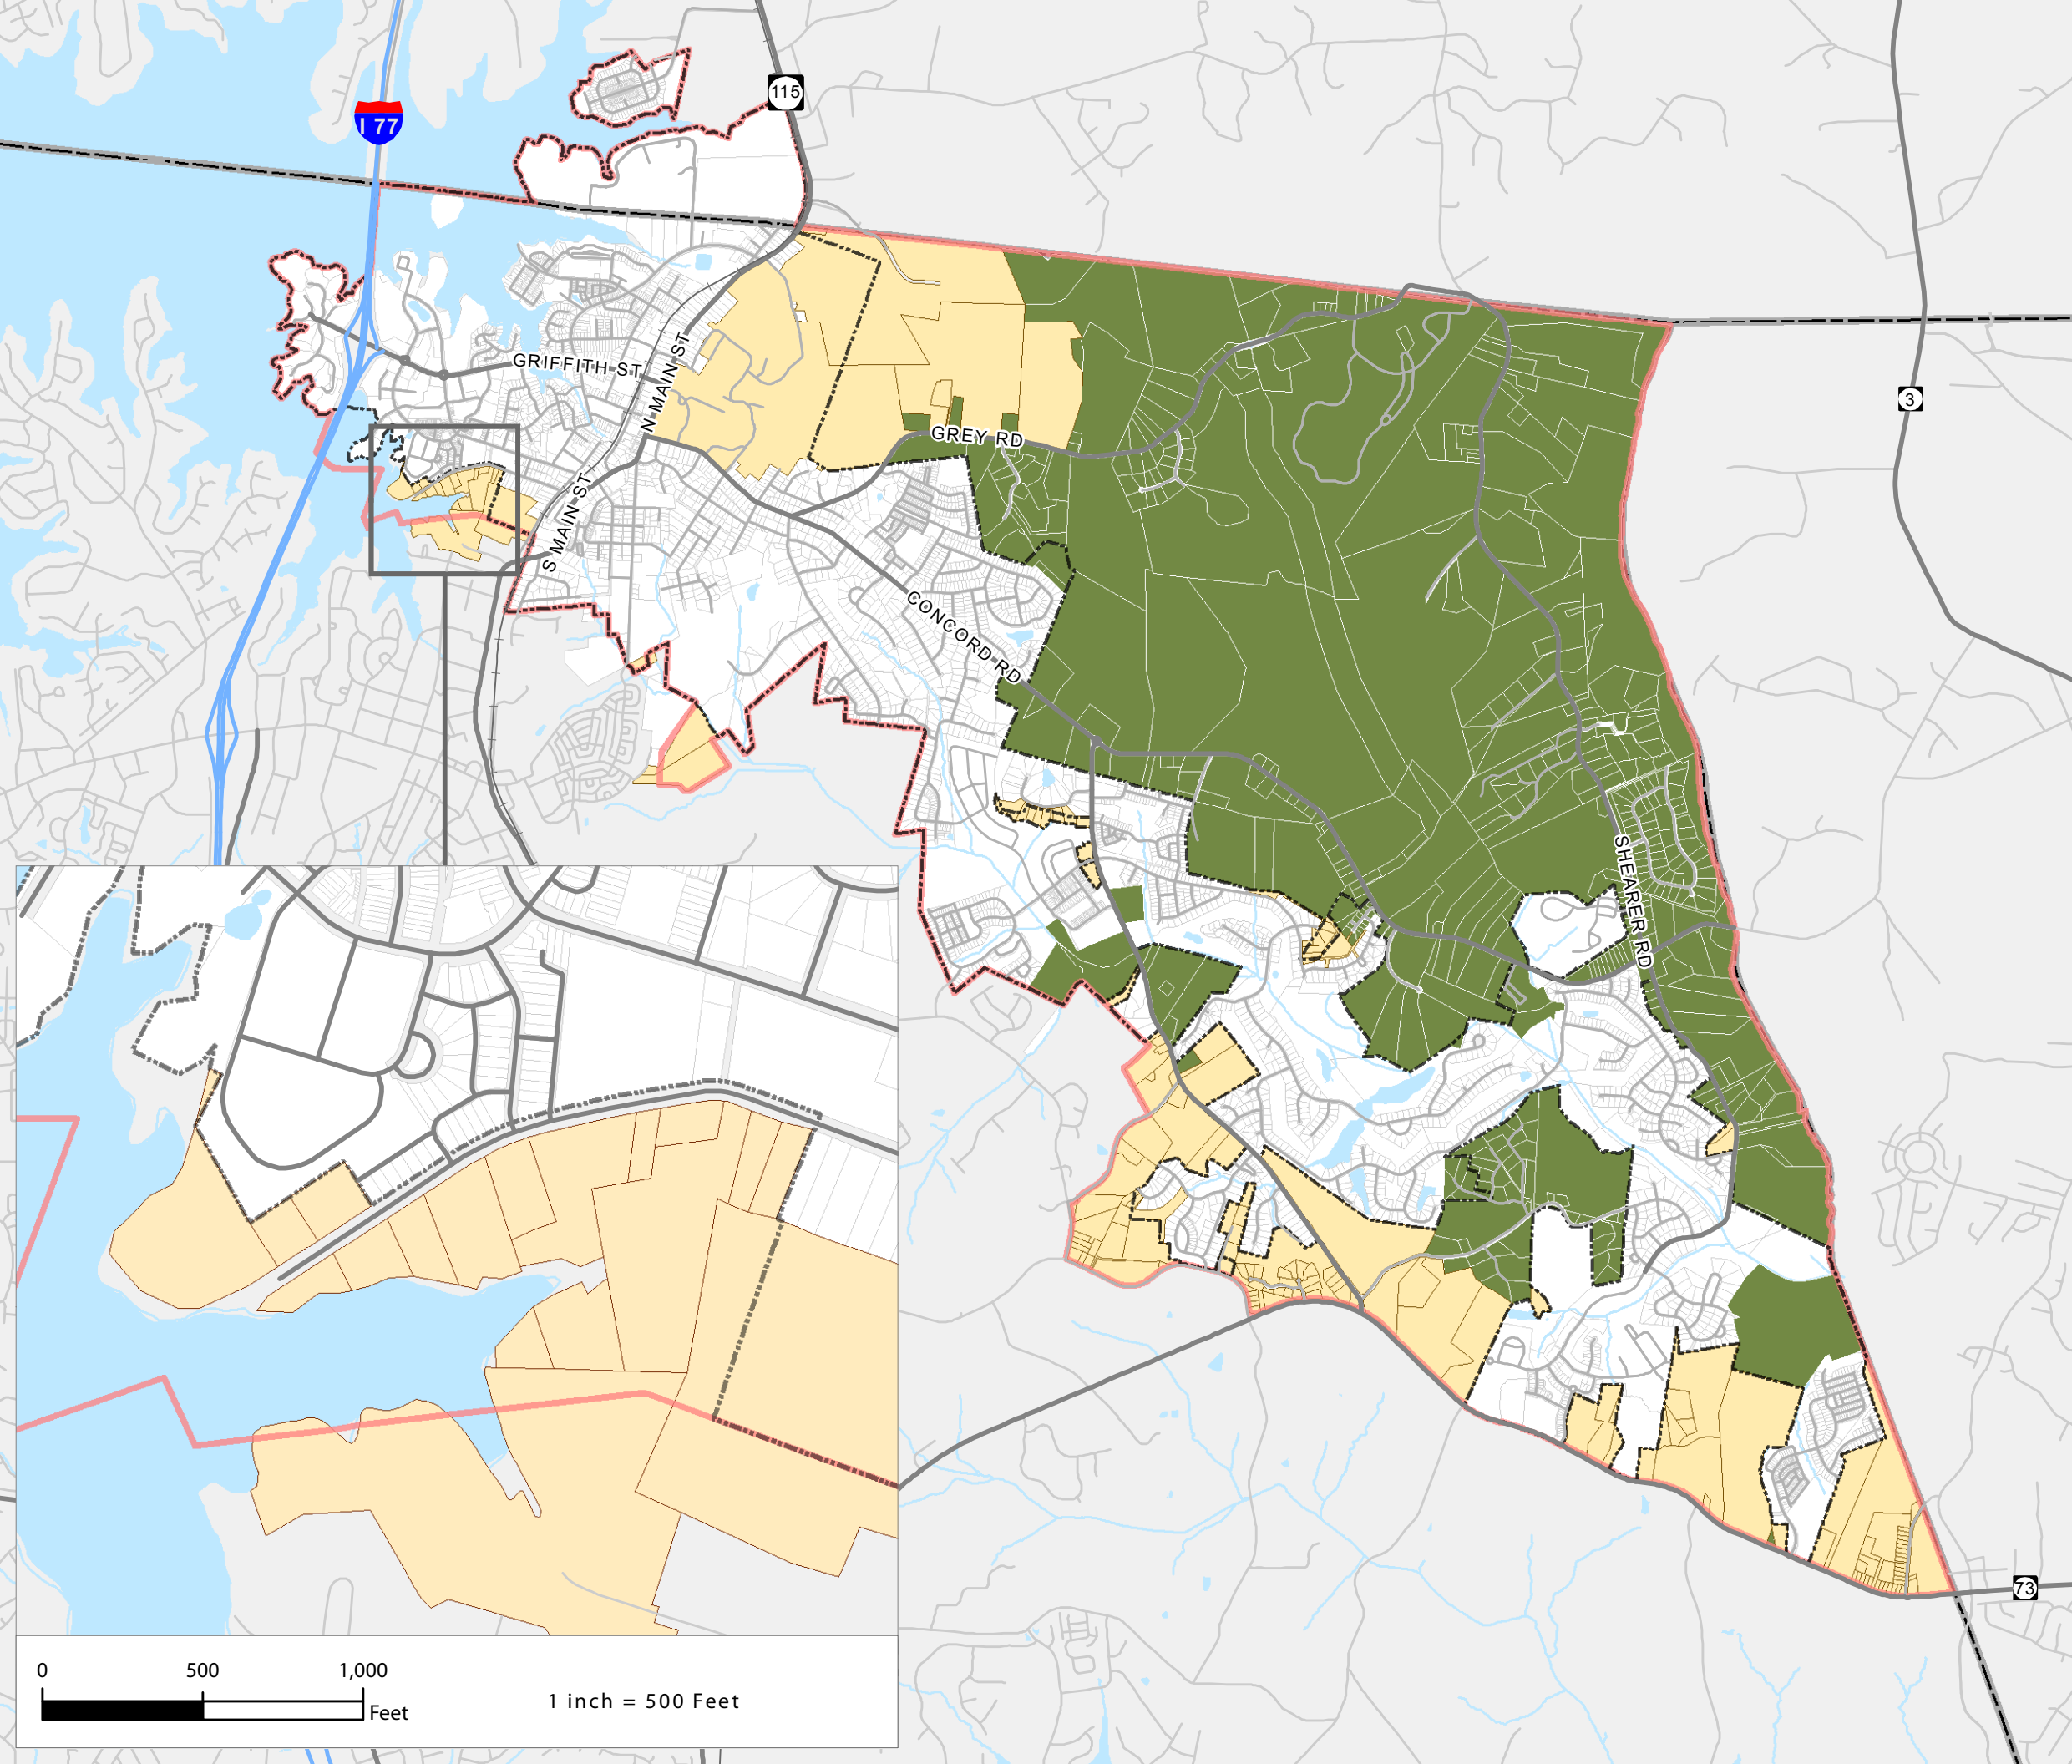 115
I 77
GRIFFITH ST
N MAIN ST
3
GREY RD
S MAIN ST
CONCORD RD
SHEARER RD
73
0 500 1,000
Feet
1 inch = 500 Feet